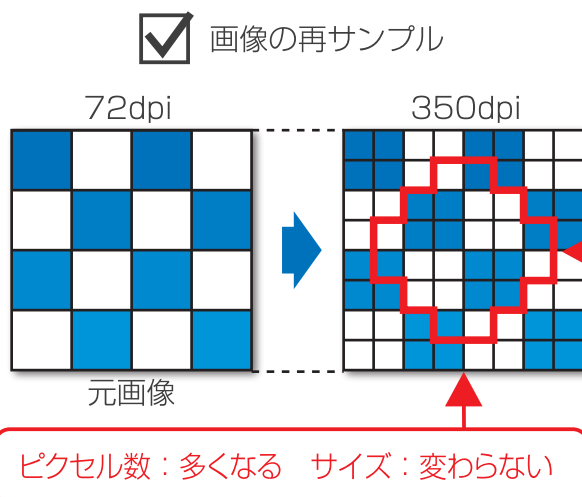 画像の再サンプル
72dpi
350dpi
元画像
ピクセル数：多くなる　サイズ：変わらない